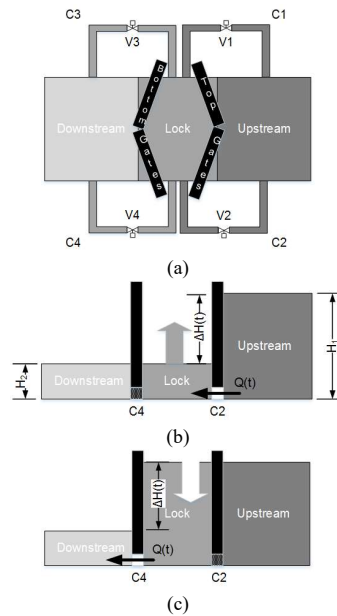 C3 C1
V3 V1
Bottom Gates
Top Gates
Downstream Lock Upstream
V4 V2
C4 C2
(a)
ΔH(t)
H₁
H₂
Upstream
Downstream Lock
Q(t)
C4 C2
(b)
ΔH(t)
Lock Upstream
Downstream
Q(t)
C4 C2
(c)